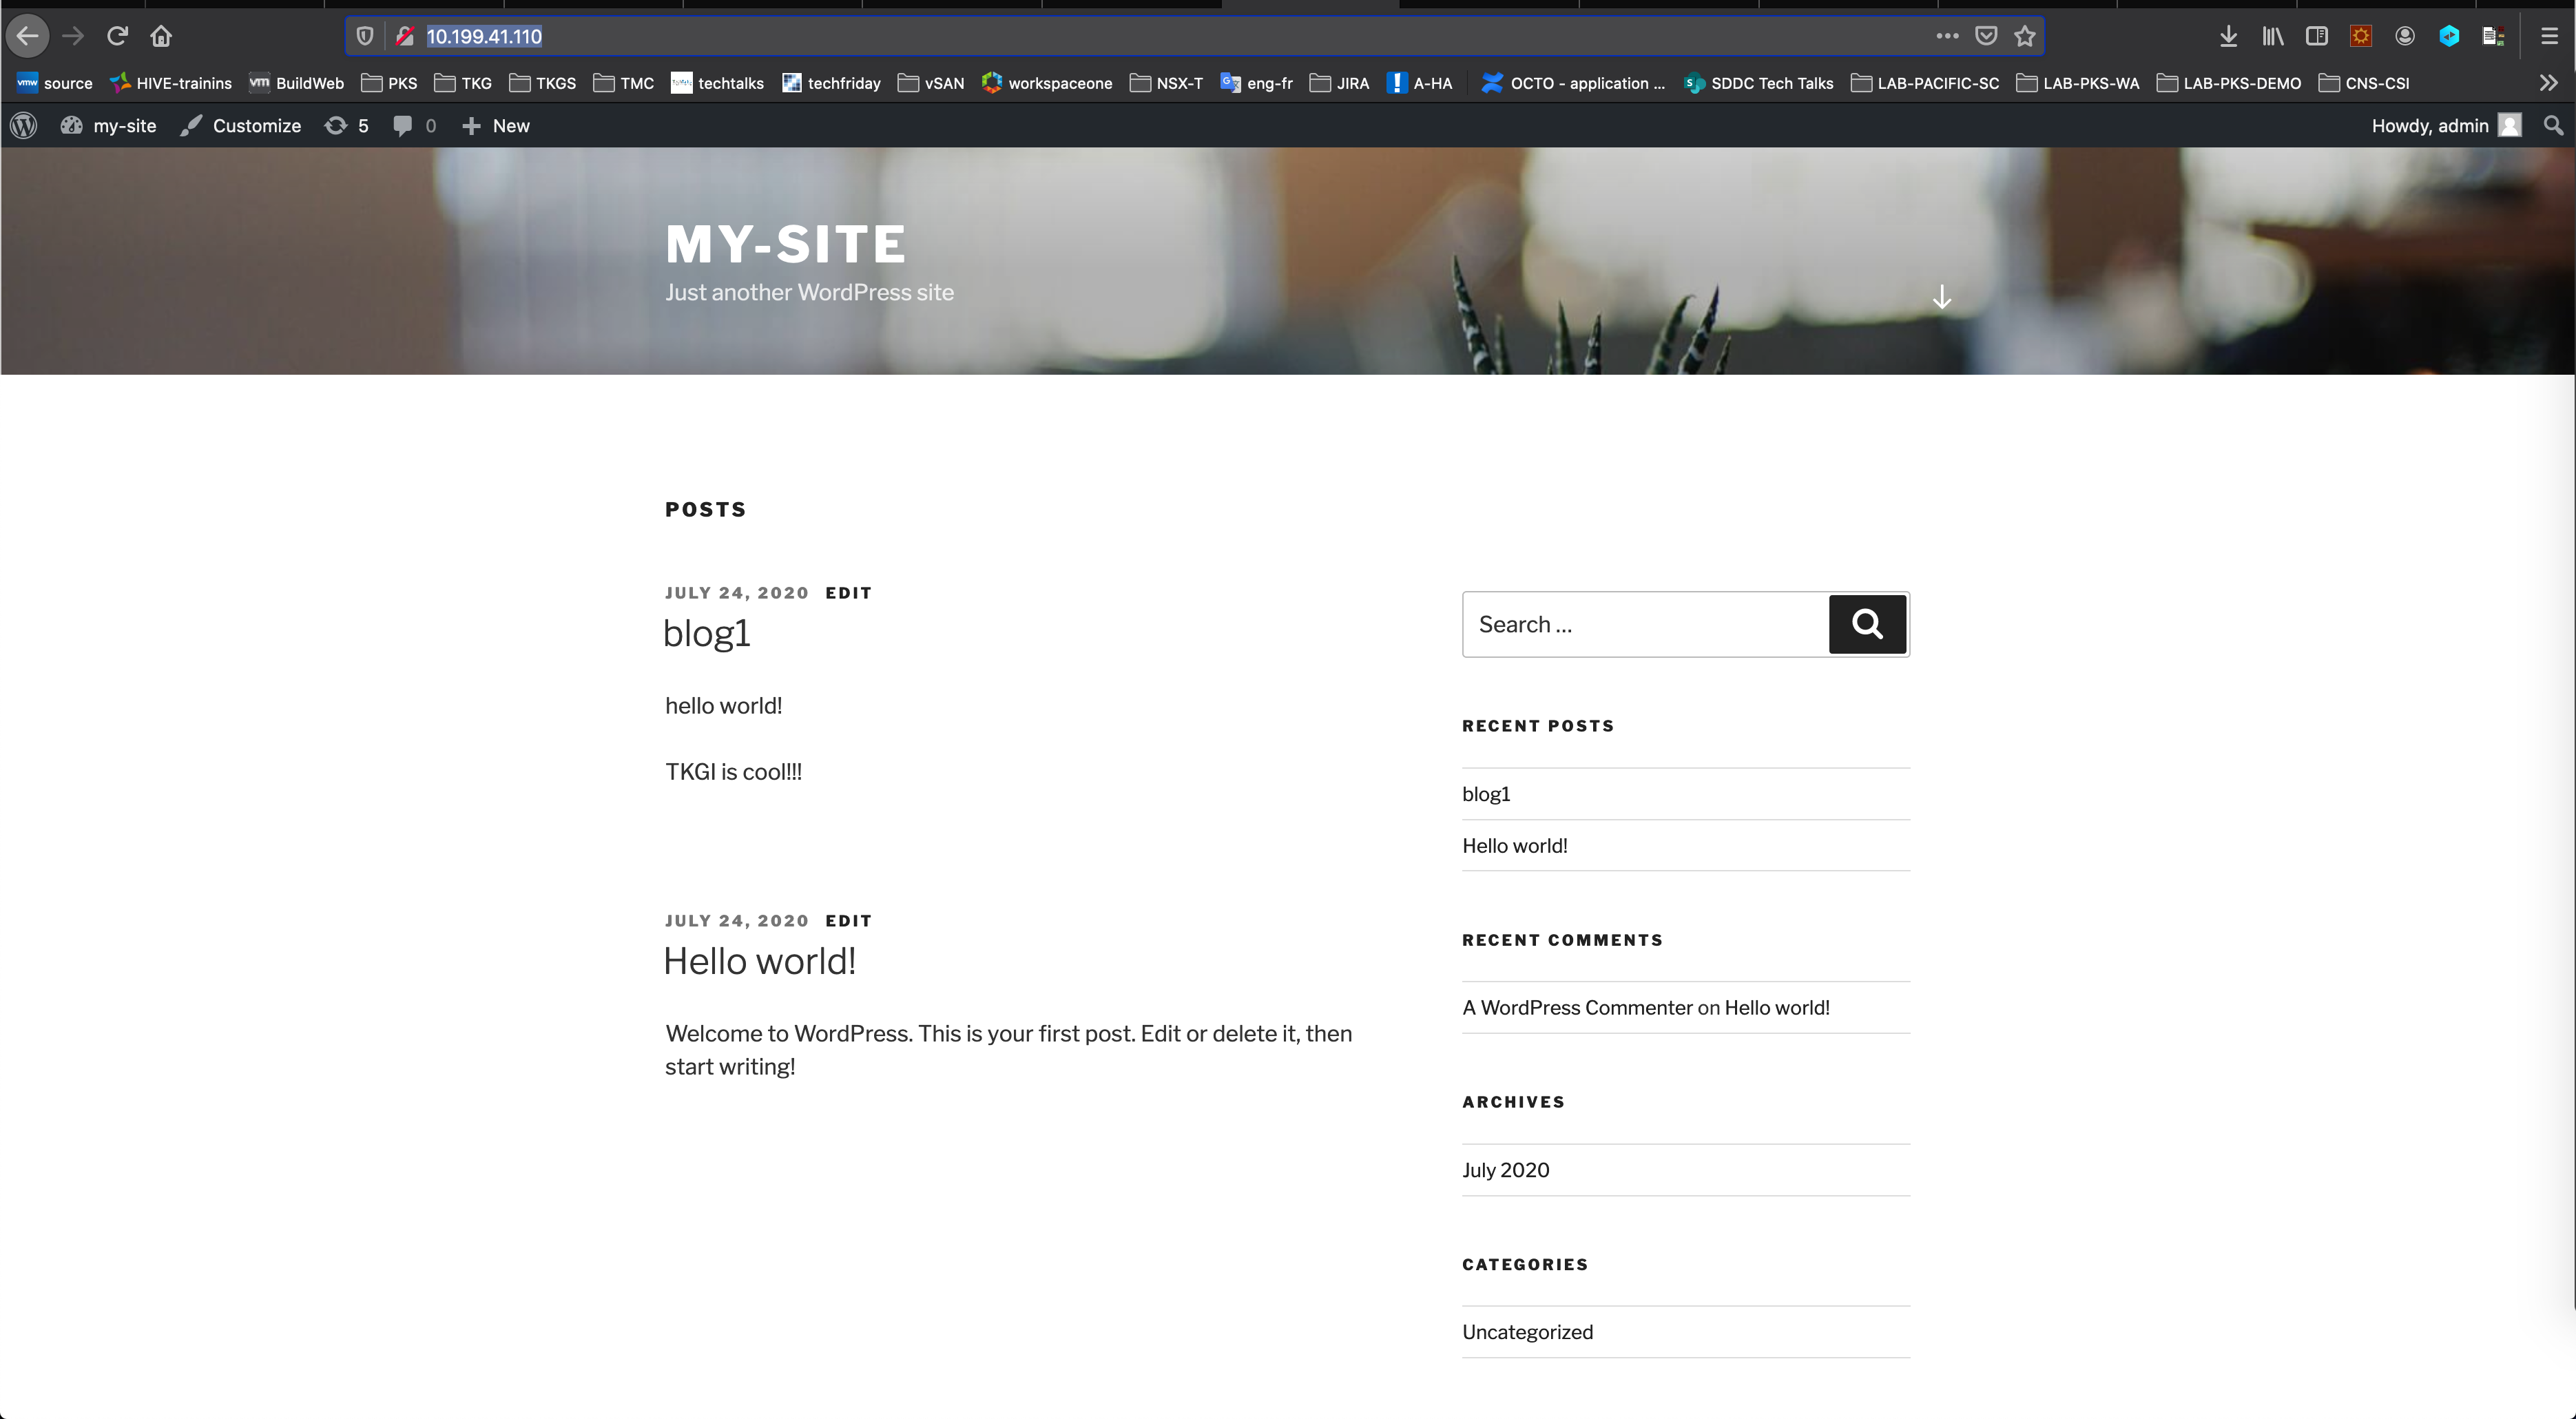 10.199.41.110
source HIVE-trainins BuildWeb PKS TKG TKGS TMC techtalks techfriday vSAN workspaceone NSX-T eng-fr JIRA A-HA OCTO - application ... SDDC Tech Talks LAB-PACIFIC-SC LAB-PKS-WA LAB-PKS-DEMO CNS-CSI
my-site Customize 5 0 New Howdy, admin
MY-SITE
Just another WordPress site
POSTS
JULY 24, 2020 EDIT
blog1
hello world!
TKGI is cool!!!
JULY 24, 2020 EDIT
Hello world!
Welcome to WordPress. This is your first post. Edit or delete it, then
start writing!
Search ...
RECENT POSTS
blog1
Hello world!
RECENT COMMENTS
A WordPress Commenter on Hello world!
ARCHIVES
July 2020
CATEGORIES
Uncategorized